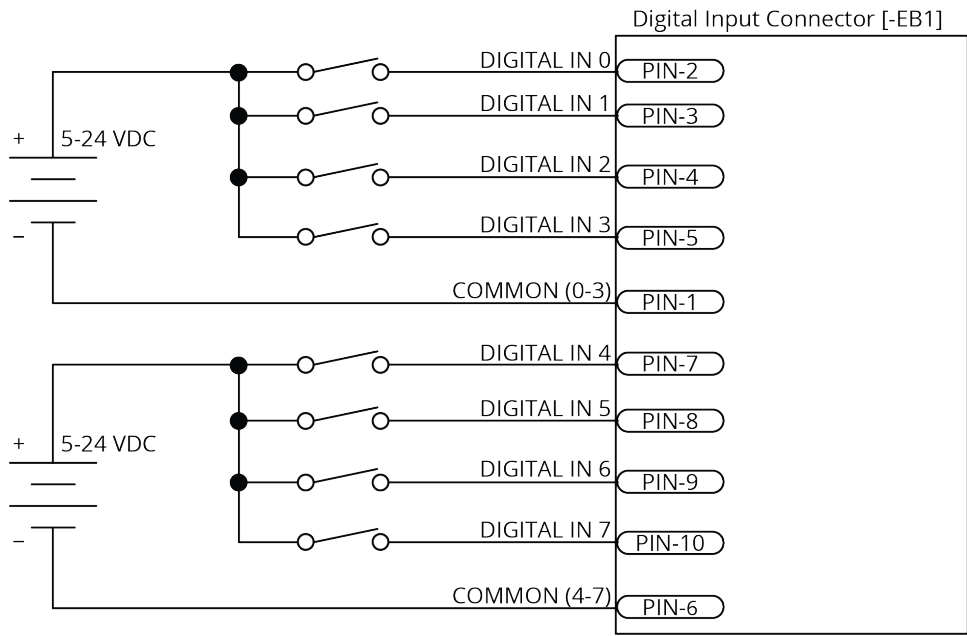 Digital Input Connector [-EB1]
DIGITAL IN 0
PIN-2
DIGITAL IN 1
PIN-3
+
5-24 VDC
DIGITAL IN 2
PIN-4
DIGITAL IN 3
PIN-5
–
COMMON (0-3)
PIN-1
DIGITAL IN 4
PIN-7
DIGITAL IN 5
PIN-8
+
5-24 VDC
DIGITAL IN 6
PIN-9
DIGITAL IN 7
PIN-10
–
COMMON (4-7)
PIN-6